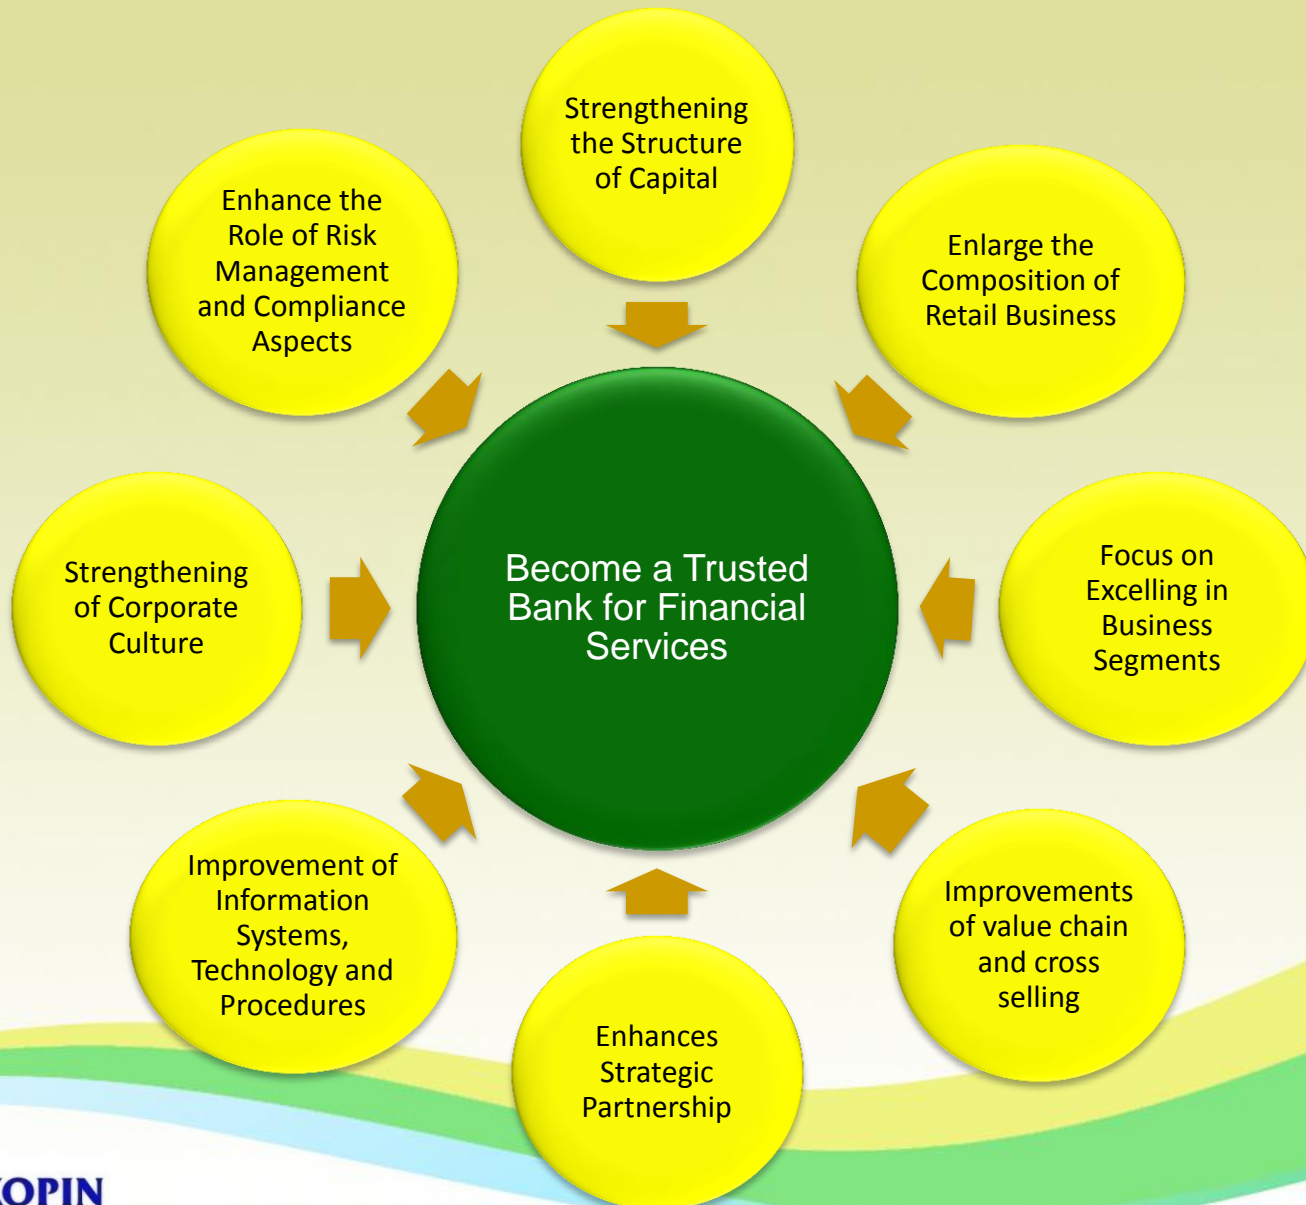 Strengthening
the Structure
of Capital
Enlarge the
Composition of
Retail Business
Focus on
Excelling in
Business
Segments
Improvements
of value chain
and cross
selling
Enhances
Strategic
Partnership
Improvement of
Information
Systems,
Technology and
Procedures
Strengthening
of Corporate
Culture
Enhance the
Role of Risk
Management
and Compliance
Aspects
Become a Trusted
Bank for Financial
Services
KOPIN